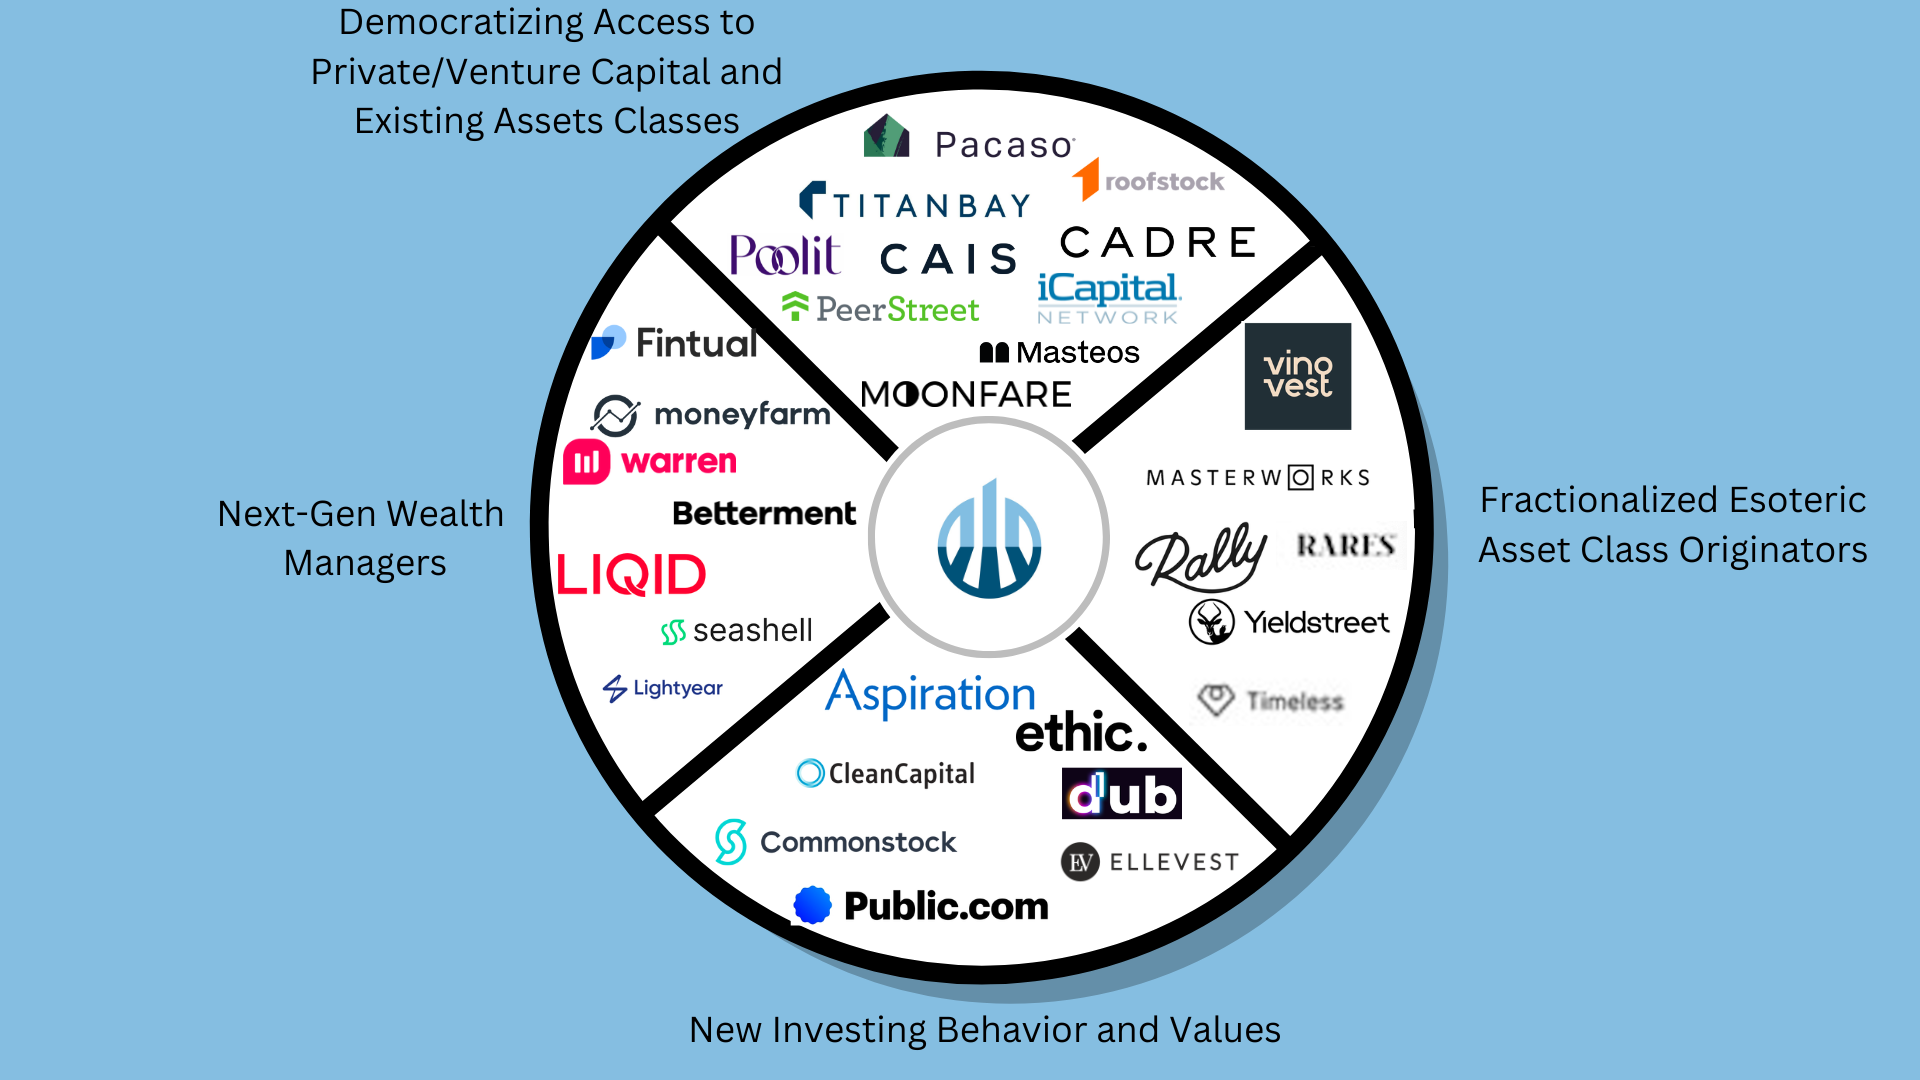 Democratizing Access to
Private/Venture Capital and
Existing Assets Classes
Pacaso
roofstock
TITANBAY
Poolit
CAIS
CADRE
PeerStreet
iCapital
NETWORK
Masteos
MOONFARE
Fintual
moneyfarm
warren
Betterment
LIQID
seashell
Lightyear
Next-Gen Wealth
Managers
vino
vest
MASTERWORKS
Rally
RARES
Yieldstreet
Timeless
Fractionalized Esoteric
Asset Class Originators
Aspiration
ethic.
CleanCapital
dub
Commonstock
EV ELLEVEST
Public.com
New Investing Behavior and Values